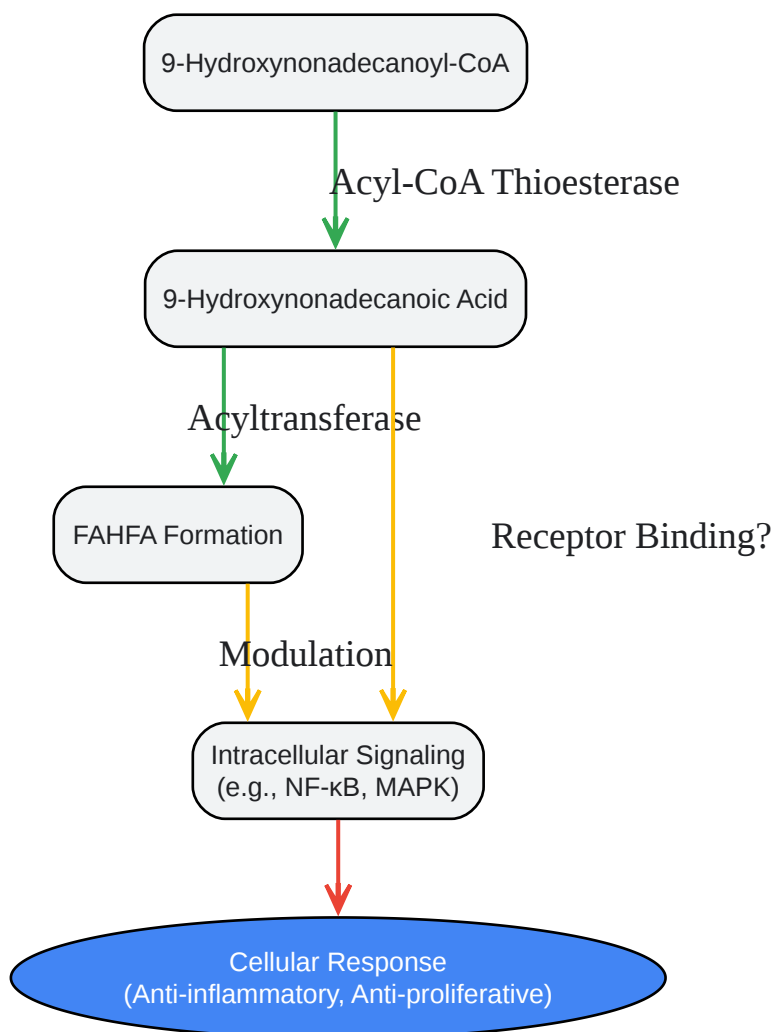 9-Hydroxynonadecanoyl-CoA
Acyl-CoA Thioesterase
9-Hydroxynonadecanoic Acid
Acyltransferase
FAHFA Formation
Receptor Binding?
Modulation
Intracellular Signaling
(e.g., NF-κB, MAPK)
Cellular Response
(Anti-inflammatory, Anti-proliferative)